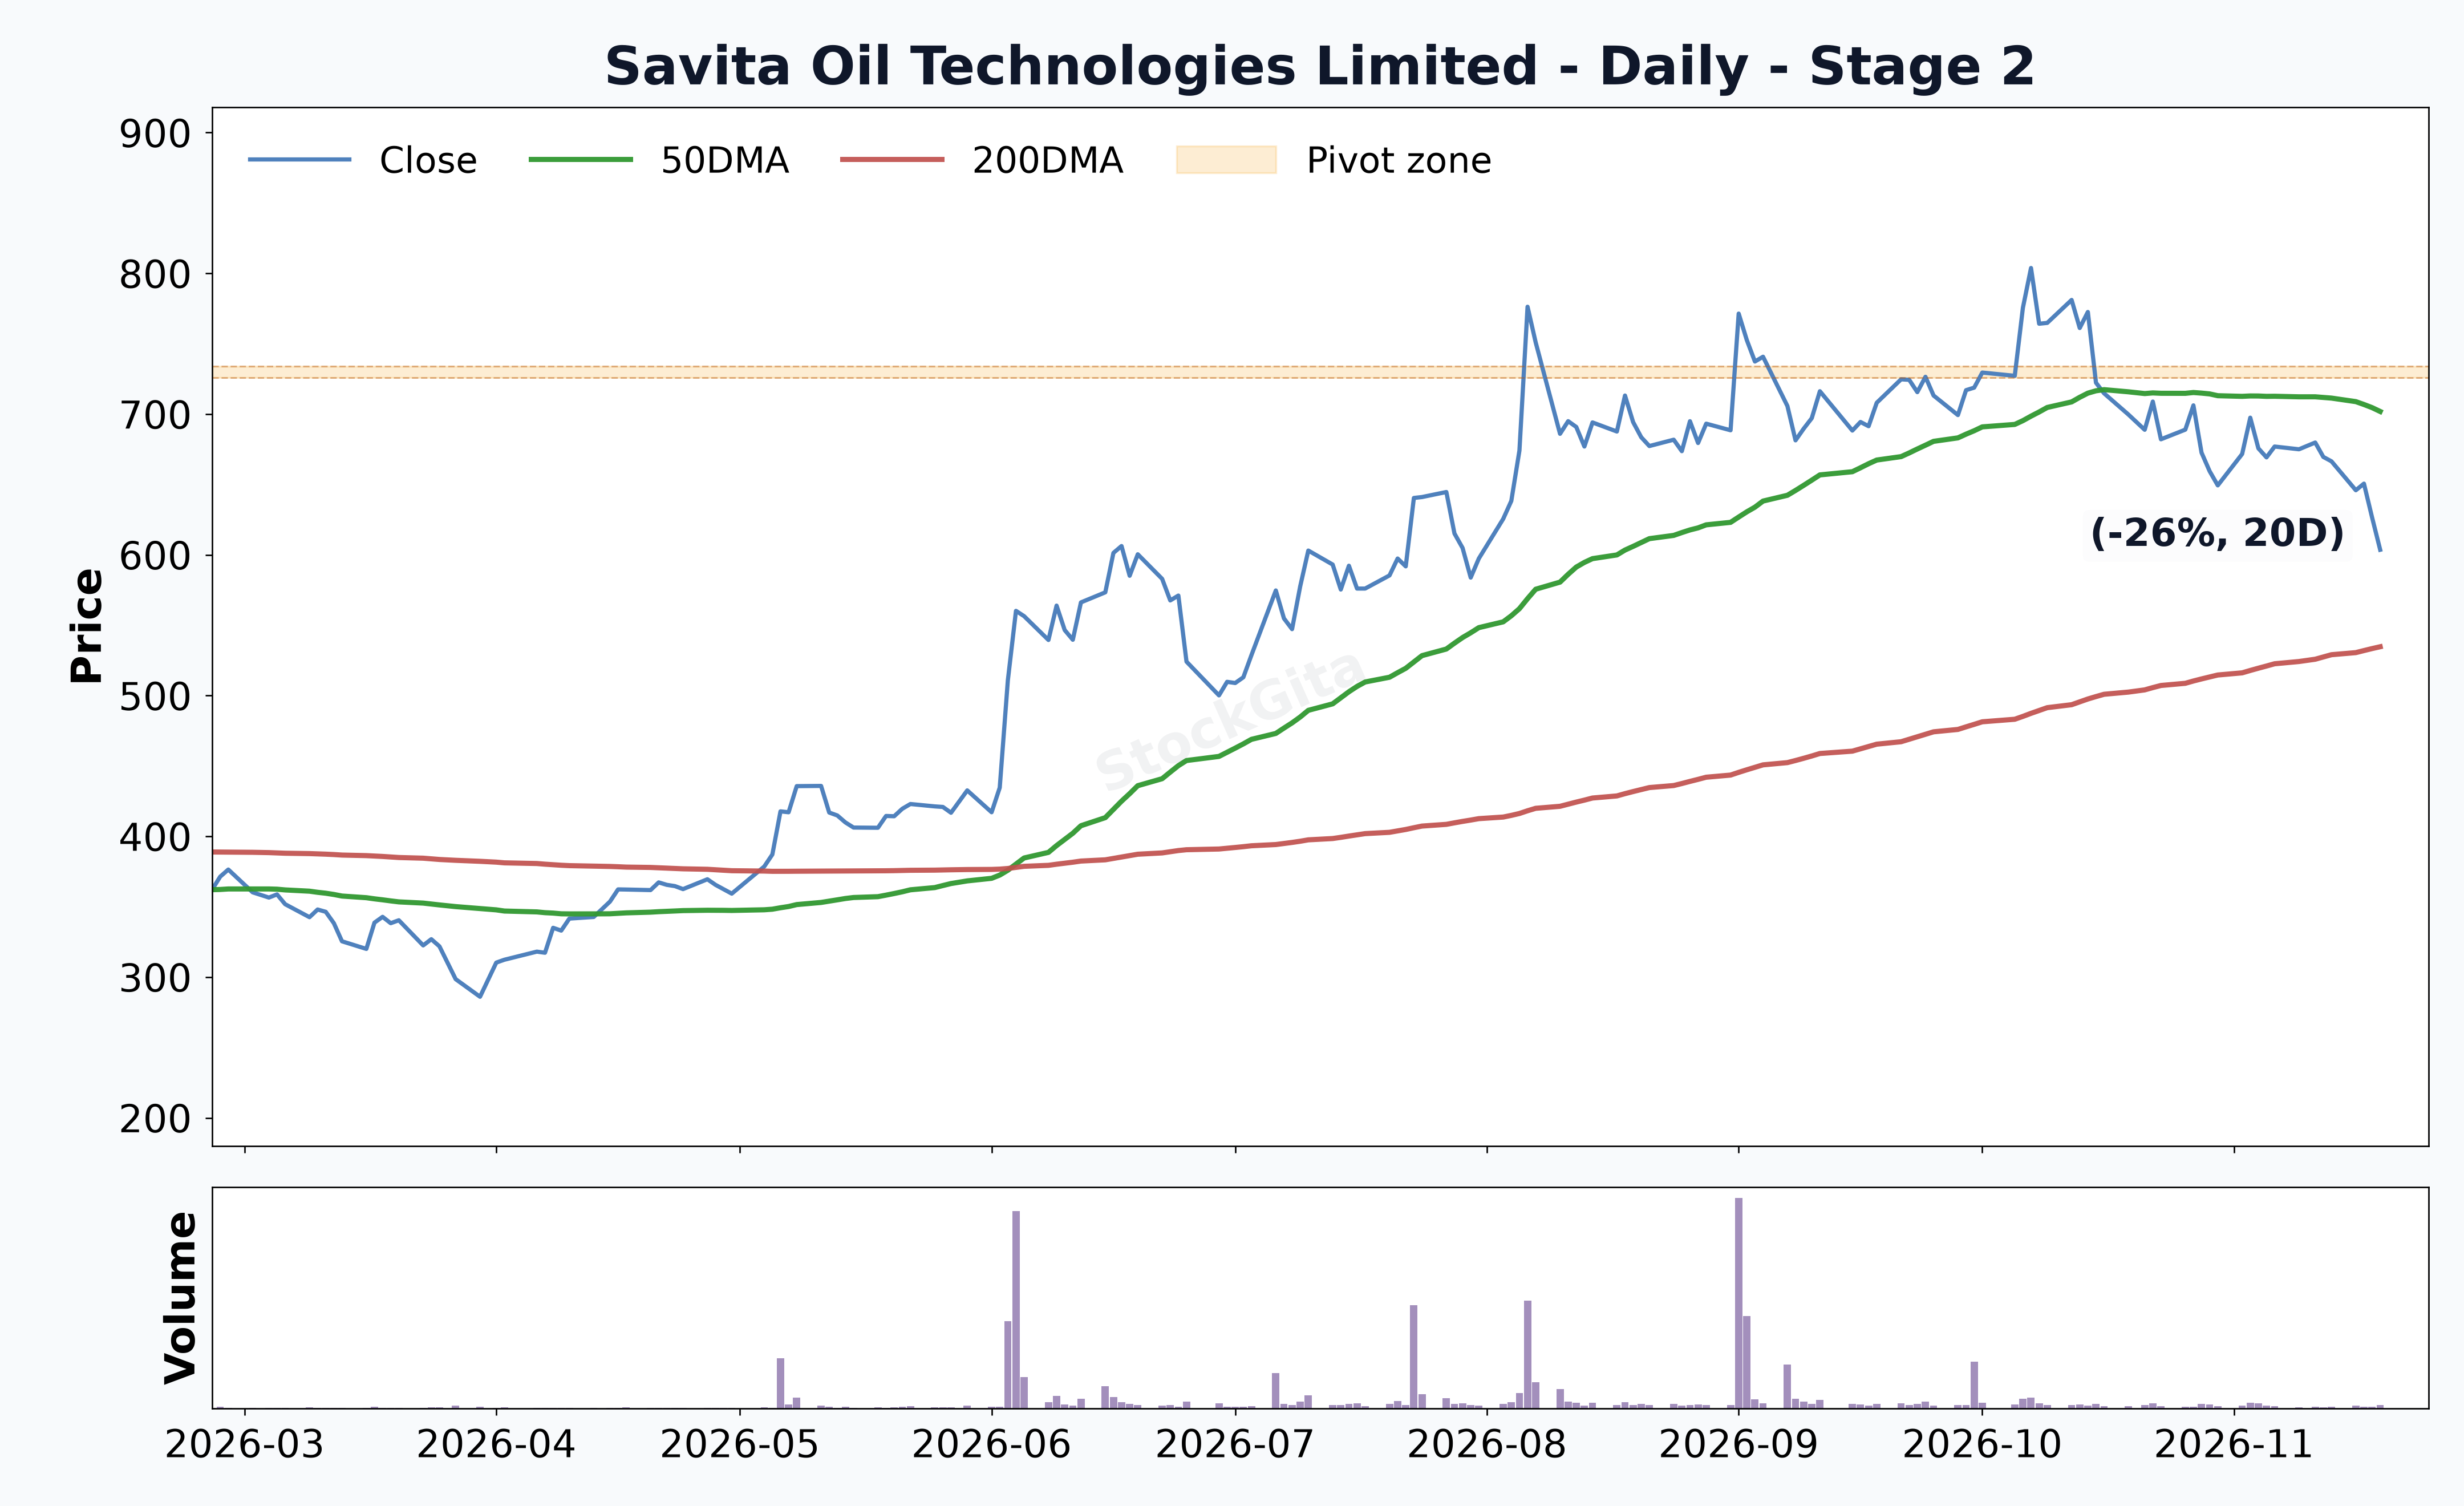 Savita Oil Technologies Limited - Daily - Stage 2
Close 50DMA 200DMA Pivot zone
900
800
700
600
500
400
300
200
Price
(-26%, 20D)
StockGita
Volume
2026-03 2026-04 2026-05 2026-06 2026-07 2026-08 2026-09 2026-10 2026-11